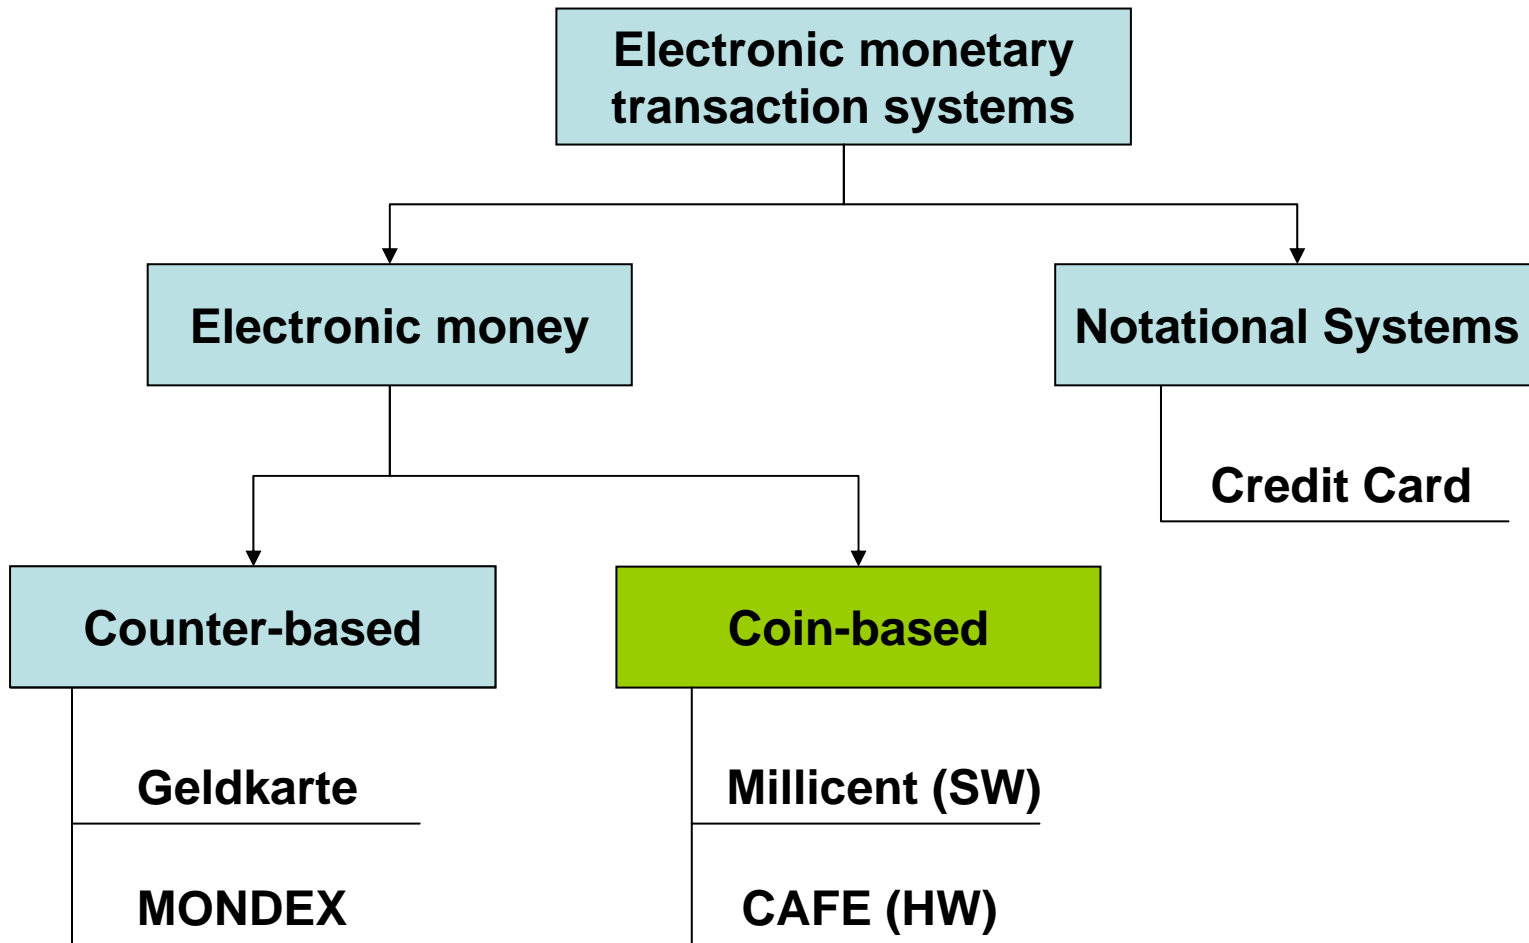 Electronic monetary
transaction systems
Electronic money
Notational Systems
Credit Card
Counter-based
Coin-based
Geldkarte
Millicent (SW)
MONDEX
CAFE (HW)